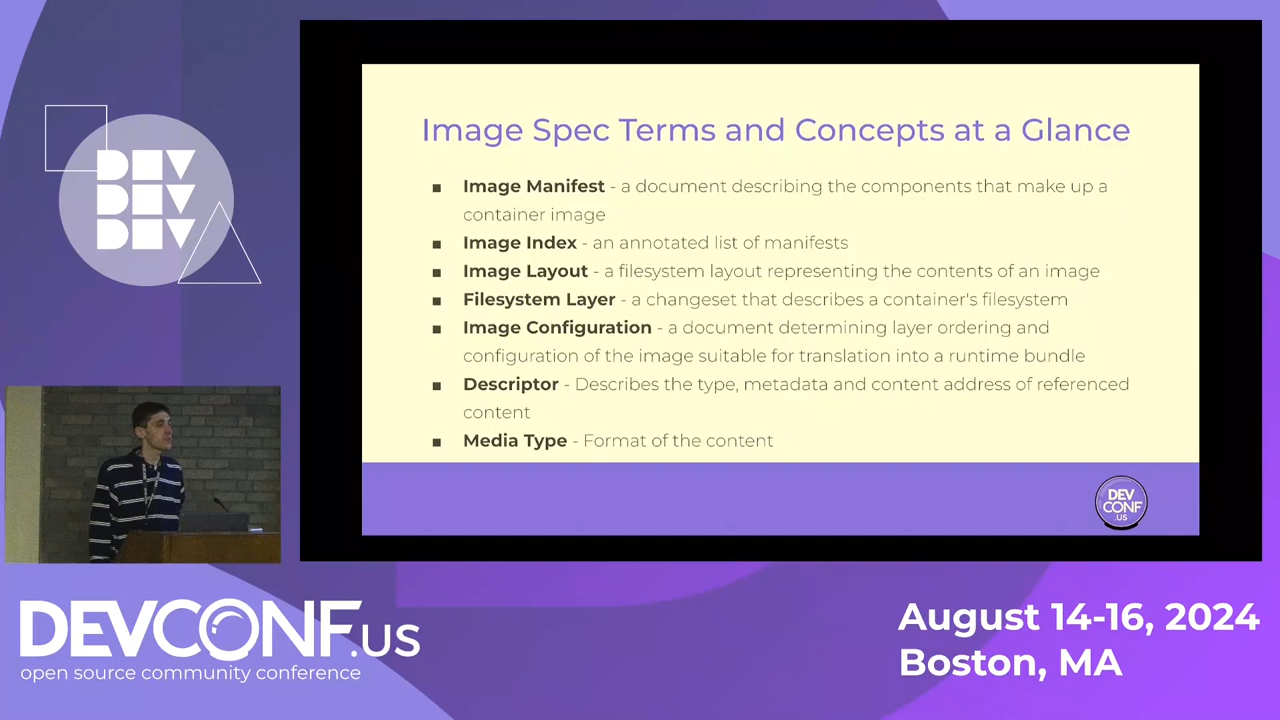 DEV
DEV
DEV
Image Spec Terms and Concepts at a Glance
■ Image Manifest - a document describing the components that make up a
container image
■ Image Index - an annotated list of manifests
■ Image Layout - a filesystem layout representing the contents of an image
■ Filesystem Layer - a changeset that describes a container's filesystem
■ Image Configuration - a document determining layer ordering and
configuration of the image suitable for translation into a runtime bundle
■ Descriptor - Describes the type, metadata and content address of referenced
content
■ Media Type - Format of the content
DEV
CONF
.US
DEVCONF.US
open source community conference
August 14-16, 2024
Boston, MA